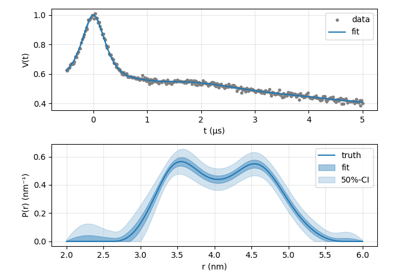 1.0
0.8
0.6
0.4
V(t)
data
fit
0
1
2
3
4
5
t (μs)
0.6
0.4
0.2
0.0
P(r) (nm⁻¹)
truth
fit
50%-CI
2.0
2.5
3.0
3.5
4.0
4.5
5.0
5.5
6.0
r (nm)